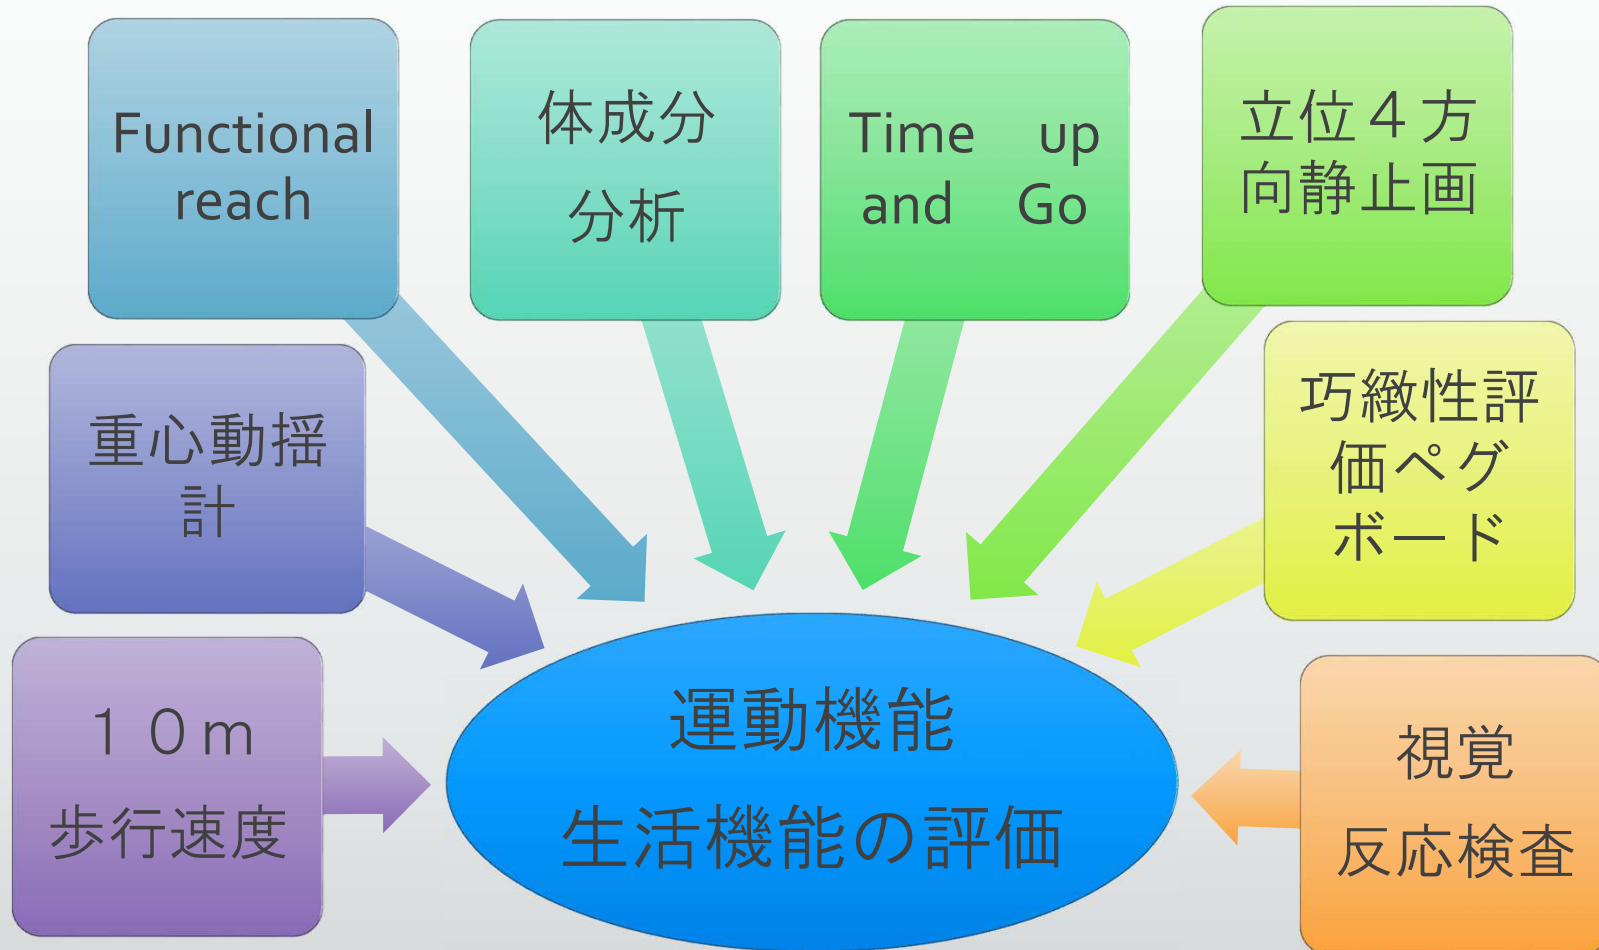 Functional
reach
体成分
分析
Time up
and Go
立位４方
向静止画
重心動揺
計
巧緻性評
価ペグ
ボード
１０ｍ
歩行速度
運動機能
生活機能の評価
視覚
反応検査